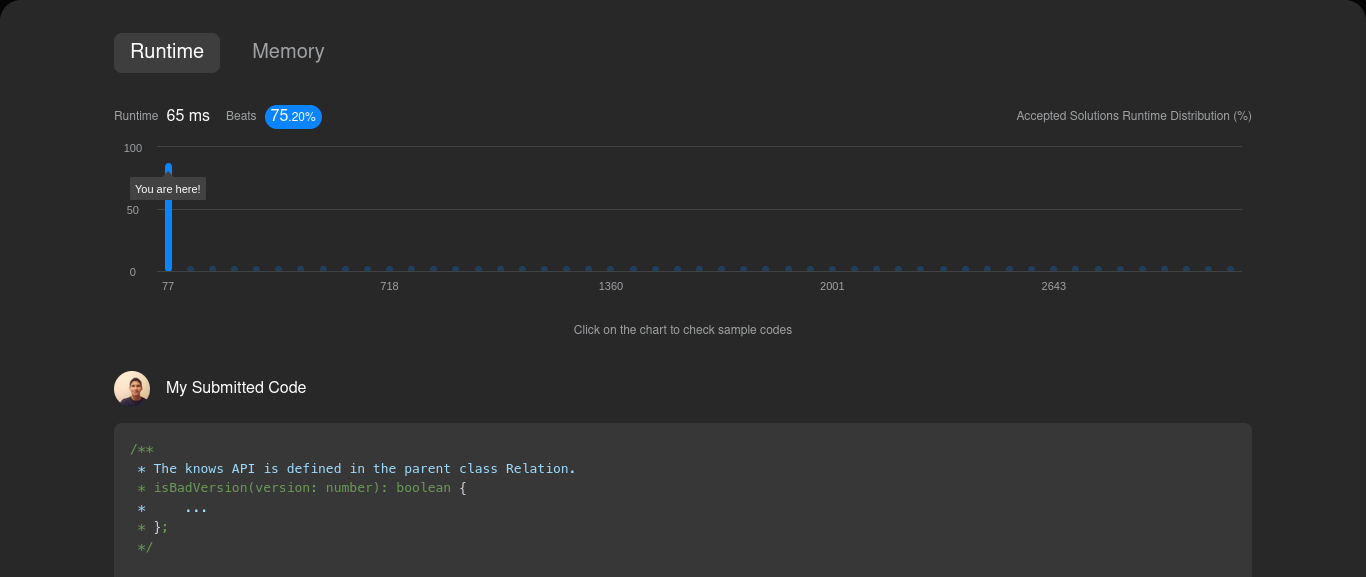 Runtime Memory
Runtime 65 ms Beats 75.20% Accepted Solutions Runtime Distribution (%)
100
You are here!
50
0
77 718 1360 2001 2643
Click on the chart to check sample codes
My Submitted Code
/**
 * The knows API is defined in the parent class Relation.
 * isBadVersion(version: number): boolean {
 *     ...
 * };
 */